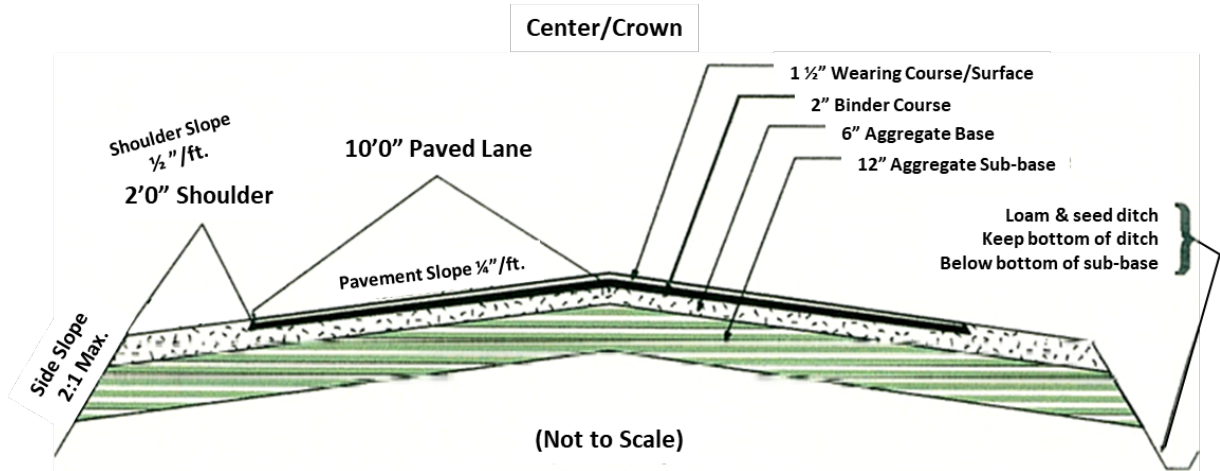 Center/Crown
1 ½” Wearing Course/Surface
2” Binder Course
6” Aggregate Base
12” Aggregate Sub-base
Shoulder Slope
½ ”/ft.
2’0” Shoulder
10’0” Paved Lane
Loam & seed ditch
Keep bottom of ditch
Below bottom of sub-base
Pavement Slope ¼”/ft.
Side Slope
2:1 Max.
(Not to Scale)